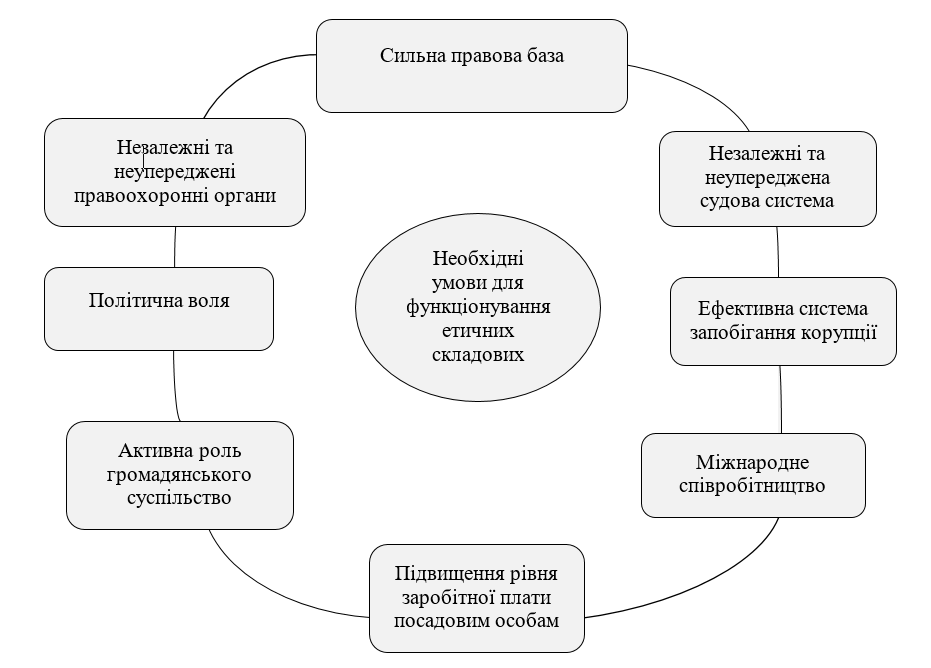 Сильна правова база
Незалежні та
неупереджені
правоохоронні органи
Незалежні та
неупереджена
судова система
Необхідні
умови для
функціонування
етичних
складових
Політична воля
Ефективна система
запобігання корупції
Активна роль
громадянського
суспільство
Міжнародне
співробітництво
Підвищення рівня
заробітної плати
посадовим особам